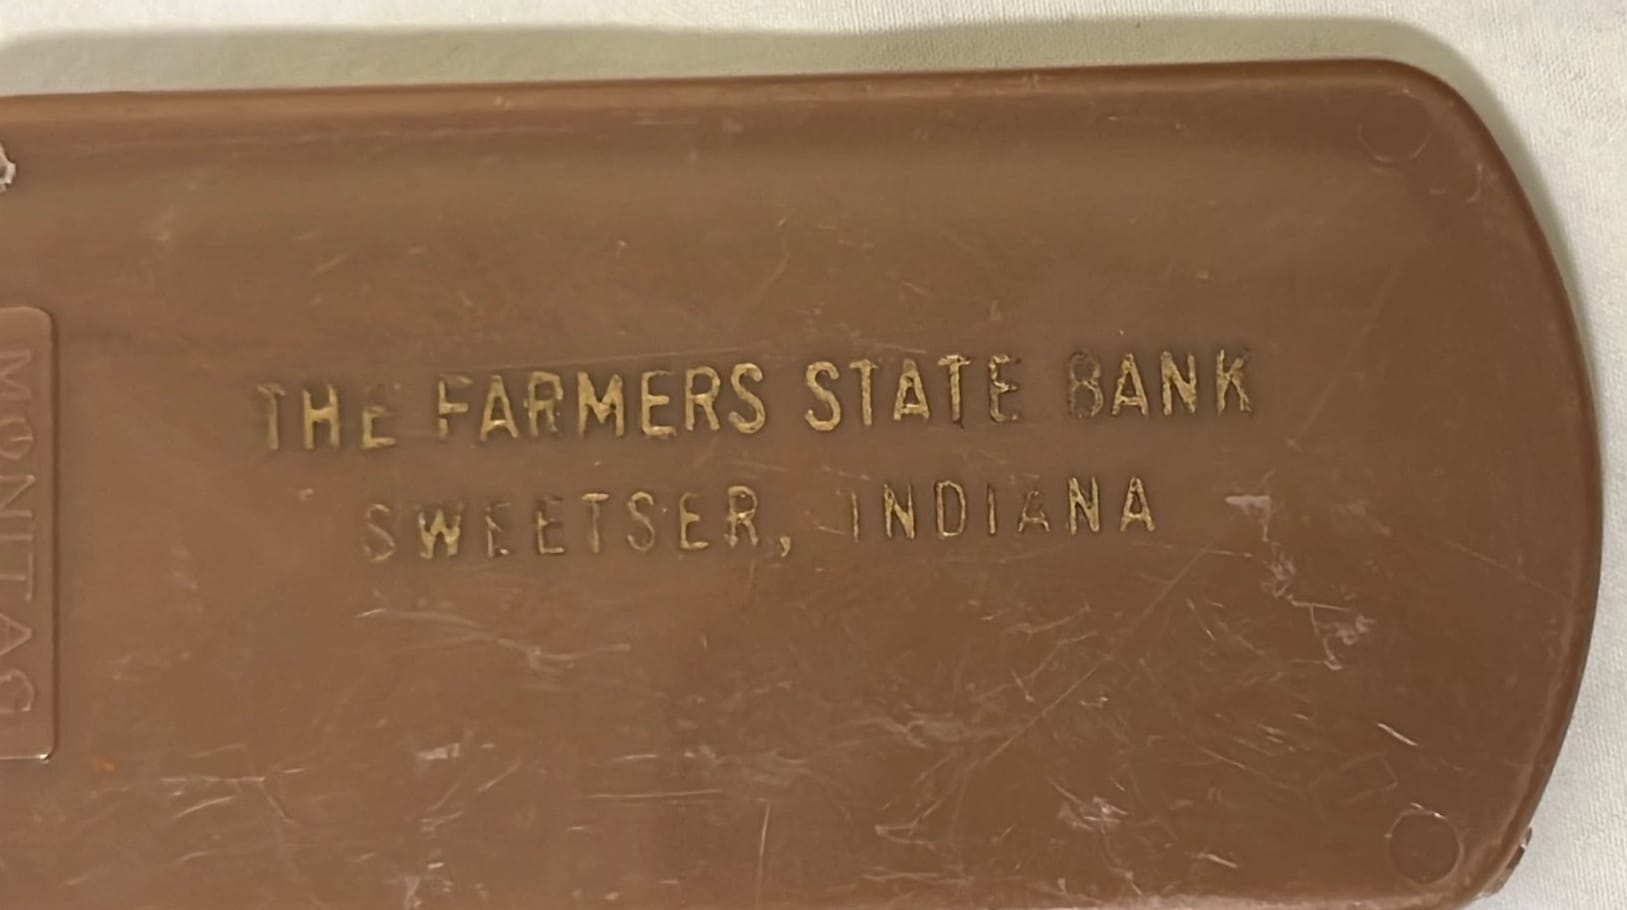 THE FARMERS STATE BANK
SWEETSER, INDIANA
MONITAG